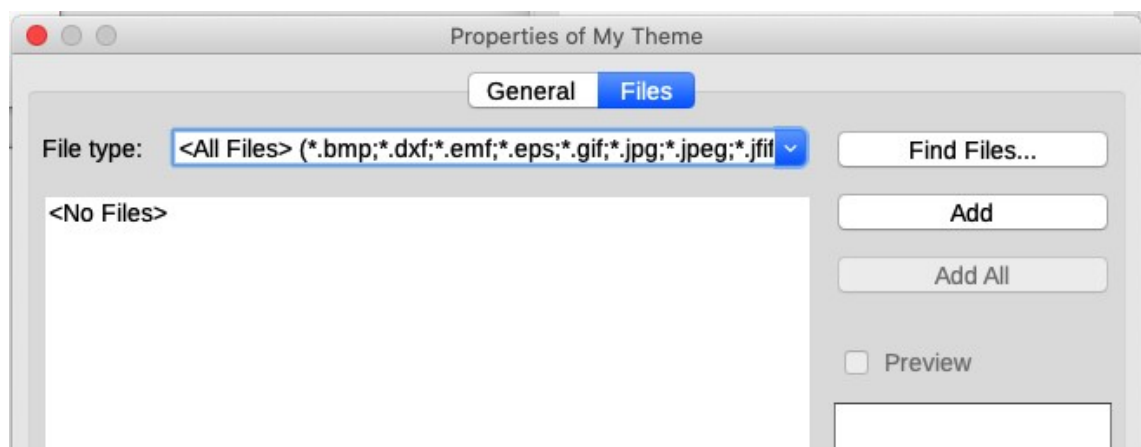 Properties of My Theme
General Files
File type: <All Files> (*.bmp;*.dxf;*.emf;*.eps;*.gif;*.jpg;*.jpeg;*.jfif Find Files...
<No Files> Add
Add All
Preview